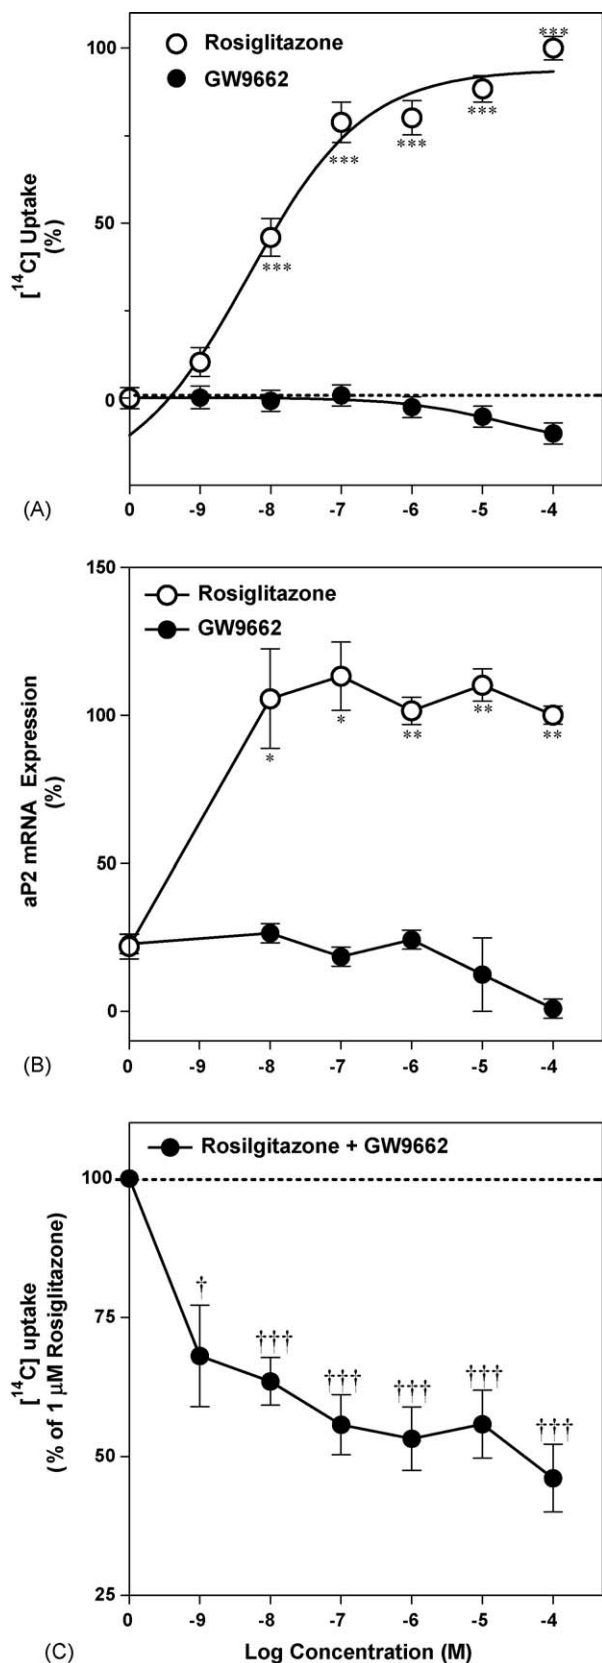 100
Rosiglitazone
GW9662
***
***
***
***
***
50
0
[14C] Uptake
(%)
0 -9 -8 -7 -6 -5 -4
(A)
150
Rosiglitazone
GW9662
100
*
*
**
**
**
50
0
aP2 mRNA Expression
(%)
0 -9 -8 -7 -6 -5 -4
(B)
Rosilgitazone + GW9662
100
†
†††
†††
†††
†††
†††
75
50
25
[14C] uptake
(% of 1 µM Rosiglitazone)
0 -9 -8 -7 -6 -5 -4
(C)
Log Concentration (M)